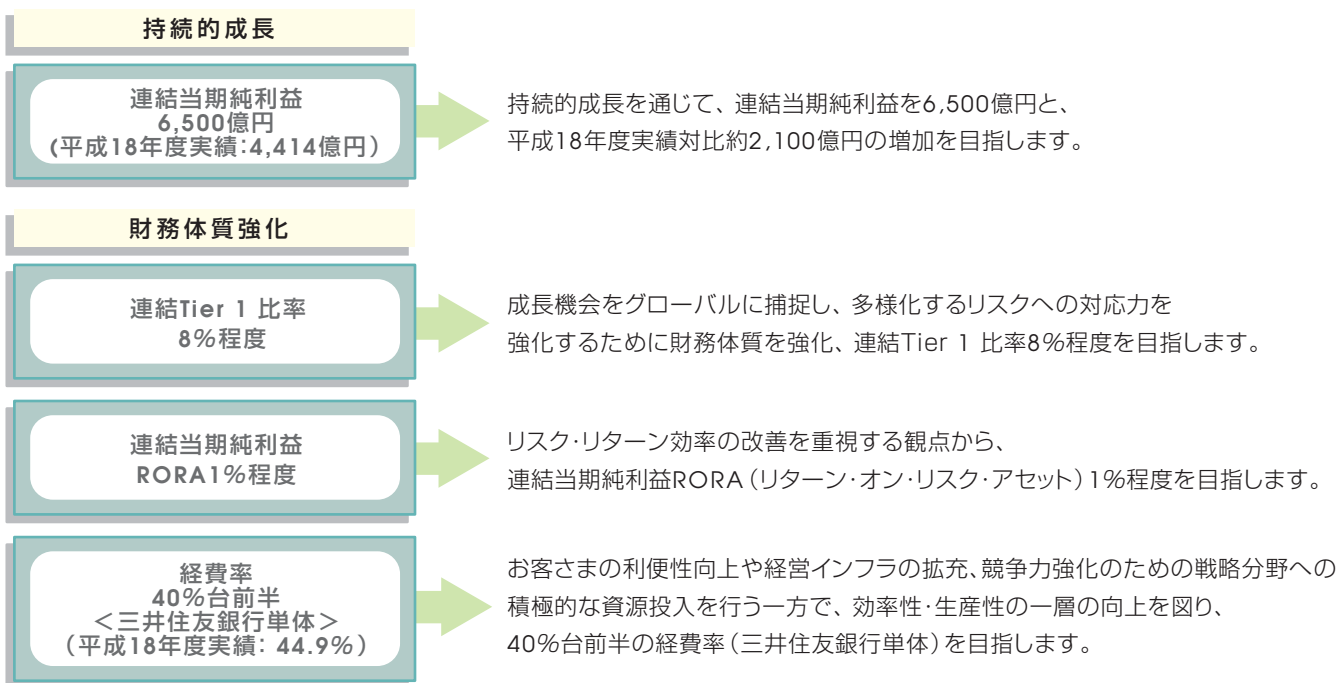 持続的成長
連結当期純利益
6,500億円
(平成18年度実績：4,414億円）
持続的成長を通じて、連結当期純利益を6,500億円と、
平成18年度実績対比約2,100億円の増加を目指します。
財務体質強化
連結Tier 1 比率
8％程度
成長機会をグローバルに捕捉し、多様化するリスクへの対応力を
強化するために財務体質を強化、連結Tier 1 比率8％程度を目指します。
連結当期純利益
RORA1％程度
リスク・リターン効率の改善を重視する観点から、
連結当期純利益RORA（リターン・オン・リスク・アセット）1％程度を目指します。
経費率
40％台前半
＜三井住友銀行単体＞
（平成18年度実績：44.9％）
お客さまの利便性向上や経営インフラの拡充、競争力強化のための戦略分野への
積極的な資源投入を行う一方で、効率性・生産性の一層の向上を図り、
40％台前半の経費率（三井住友銀行単体）を目指します。